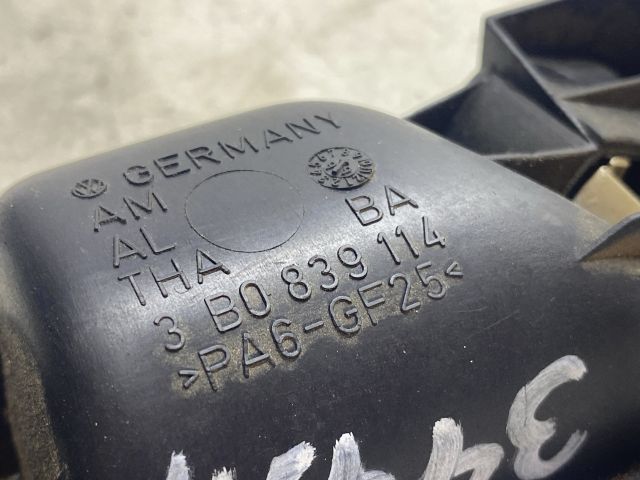 GERMANY
AM
AL BA
THA
3 B0 839 114
>PA6-GF25<